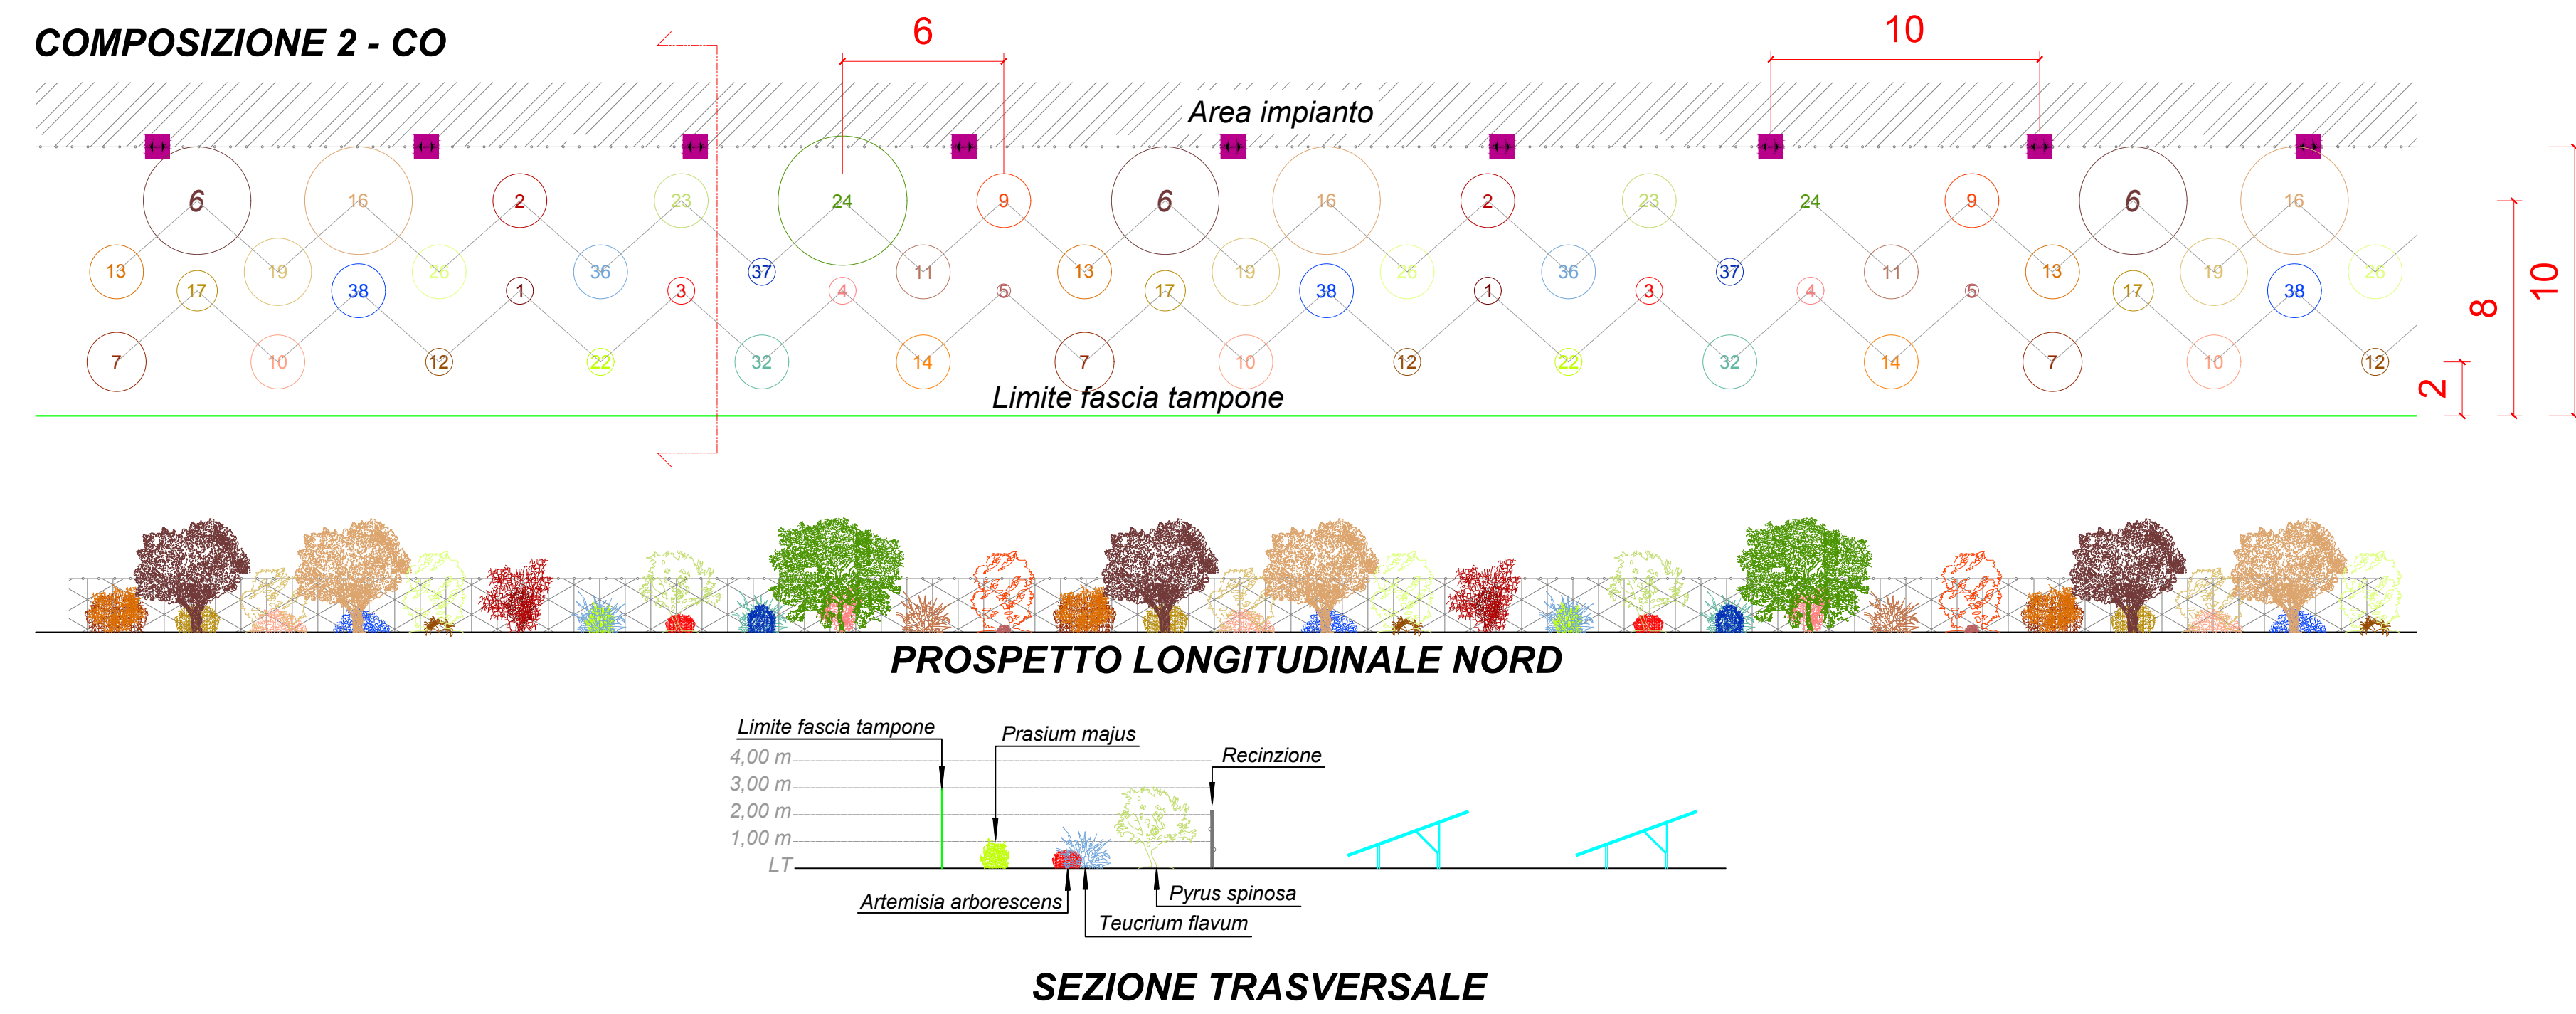 COMPOSIZIONE 2 - CO
6
10
Area impianto
6 16 2 23 24 9 6 16 2 23 24 9 6 16
13 19 26 36 37 11 13 19 26 36 37 11 13 19 26
17 38 1 3 4 5 17 38 1 3 4 5 17 38
7 10 12 22 32 14 7 10 12 22 32 14 7 10 12
10
8
2
Limite fascia tampone
PROSPETTO LONGITUDINALE NORD
Limite fascia tampone
Prasium majus
Recinzione
4,00 m
3,00 m
2,00 m
1,00 m
LT
Artemisia arborescens
Pyrus spinosa
Teucrium flavum
SEZIONE TRASVERSALE